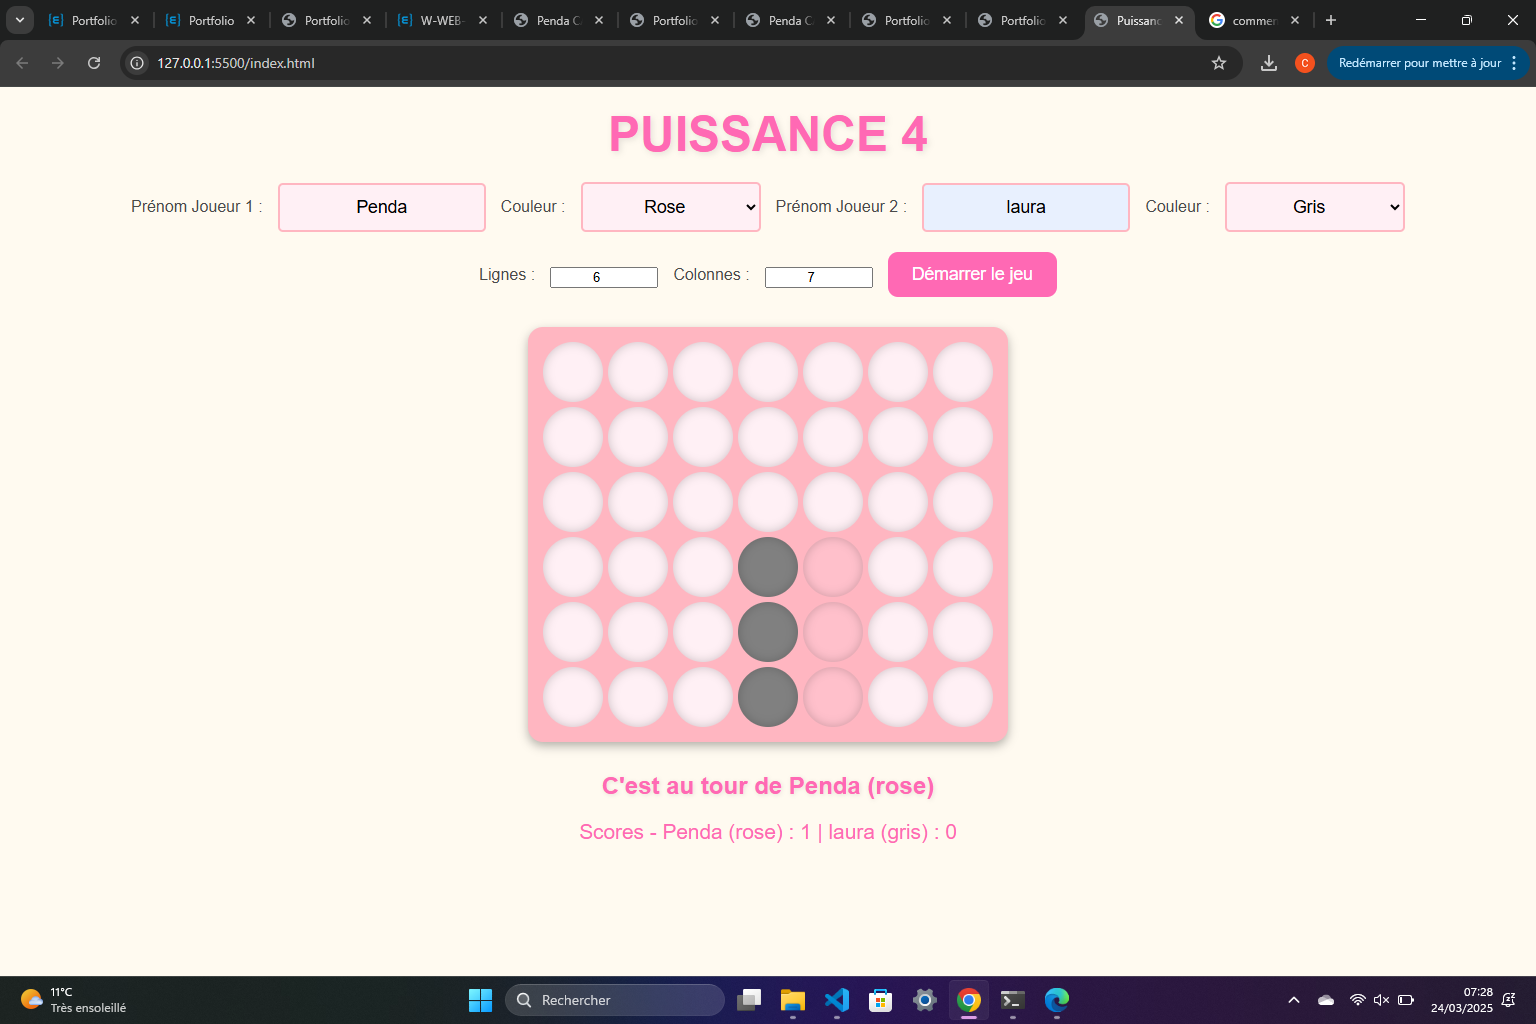 Portfolio
Portfolio
Portfolio
W-WEB-
Penda C
Portfolio
Penda C
Portfolio
Portfolio
Puissanc
commen
127.0.0.1:5500/index.html
C
Redémarrer pour mettre à jour
PUISSANCE 4
Prénom Joueur 1 : Penda Couleur : Rose Prénom Joueur 2 : laura Couleur : Gris
Lignes : 6 Colonnes : 7 Démarrer le jeu
C'est au tour de Penda (rose)
Scores - Penda (rose) : 1 | laura (gris) : 0
11°C
Très ensoleillé
Rechercher
07:28
24/03/2025